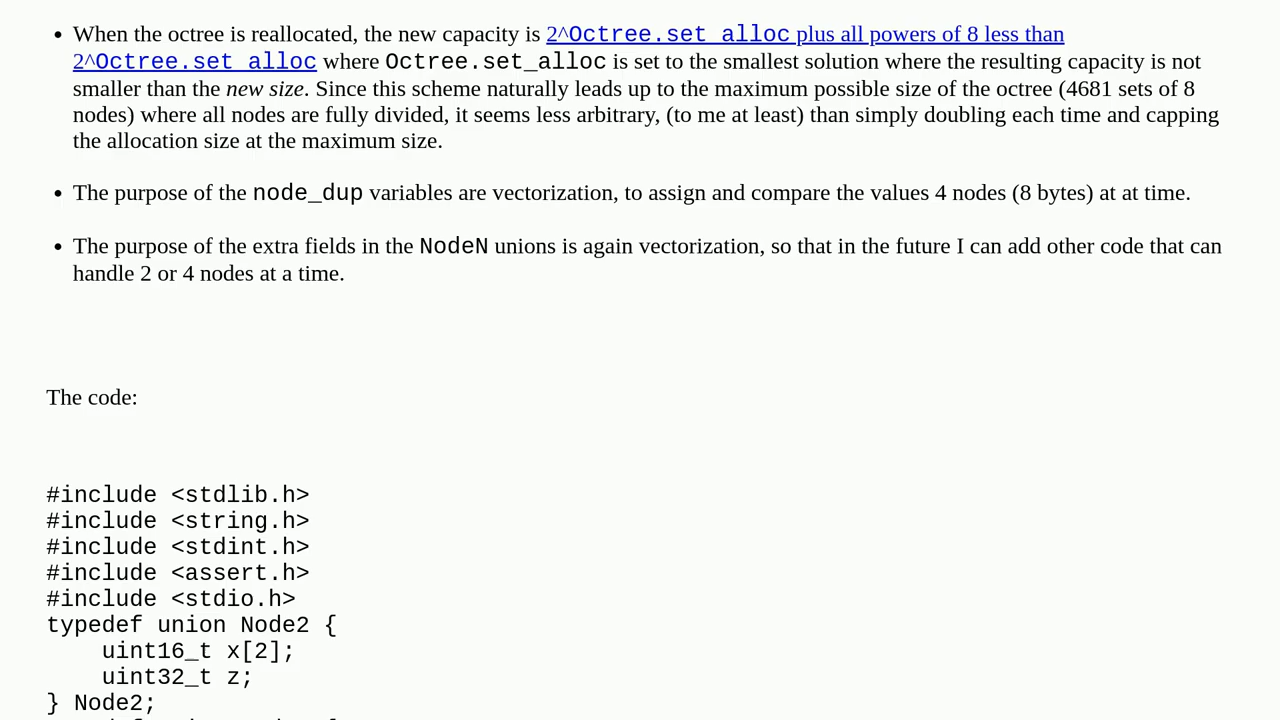 • When the octree is reallocated, the new capacity is 2^Octree.set_alloc plus all powers of 8 less than
2^Octree.set_alloc where Octree.set_alloc is set to the smallest solution where the resulting capacity is not
smaller than the new size. Since this scheme naturally leads up to the maximum possible size of the octree (4681 sets of 8
nodes) where all nodes are fully divided, it seems less arbitrary, (to me at least) than simply doubling each time and capping
the allocation size at the maximum size.
• The purpose of the node_dup variables are vectorization, to assign and compare the values 4 nodes (8 bytes) at at time.
• The purpose of the extra fields in the NodeN unions is again vectorization, so that in the future I can add other code that can
handle 2 or 4 nodes at a time.
The code:
#include <stdlib.h>
#include <string.h>
#include <stdint.h>
#include <assert.h>
#include <stdio.h>
typedef union Node2 {
    uint16_t x[2];
    uint32_t z;
} Node2;